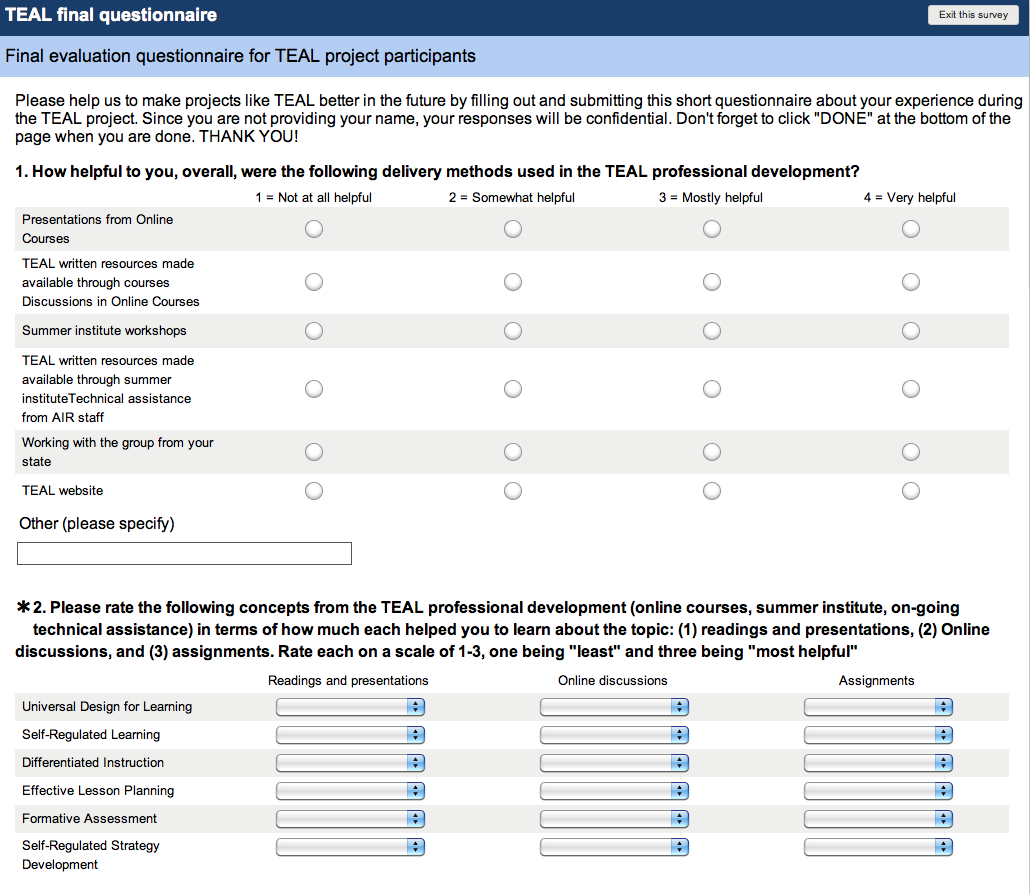 TEAL final questionnaire
Exit this survey
Final evaluation questionnaire for TEAL project participants
Please help us to make projects like TEAL better in the future by filling out and submitting this short questionnaire about your experience during
the TEAL project. Since you are not providing your name, your responses will be confidential. Don't forget to click "DONE" at the bottom of the
page when you are done. THANK YOU!
1. How helpful to you, overall, were the following delivery methods used in the TEAL professional development?
1 = Not at all helpful 2 = Somewhat helpful 3 = Mostly helpful 4 = Very helpful
Presentations from Online
Courses
TEAL written resources made
available through courses
Discussions in Online Courses
Summer institute workshops
TEAL written resources made
available through summer
instituteTechnical assistance
from AIR staff
Working with the group from your
state
TEAL website
Other (please specify)
*2. Please rate the following concepts from the TEAL professional development (online courses, summer institute, on-going
technical assistance) in terms of how much each helped you to learn about the topic: (1) readings and presentations, (2) Online
discussions, and (3) assignments. Rate each on a scale of 1-3, one being "least" and three being "most helpful"
Readings and presentations Online discussions Assignments
Universal Design for Learning
Self-Regulated Learning
Differentiated Instruction
Effective Lesson Planning
Formative Assessment
Self-Regulated Strategy
Development